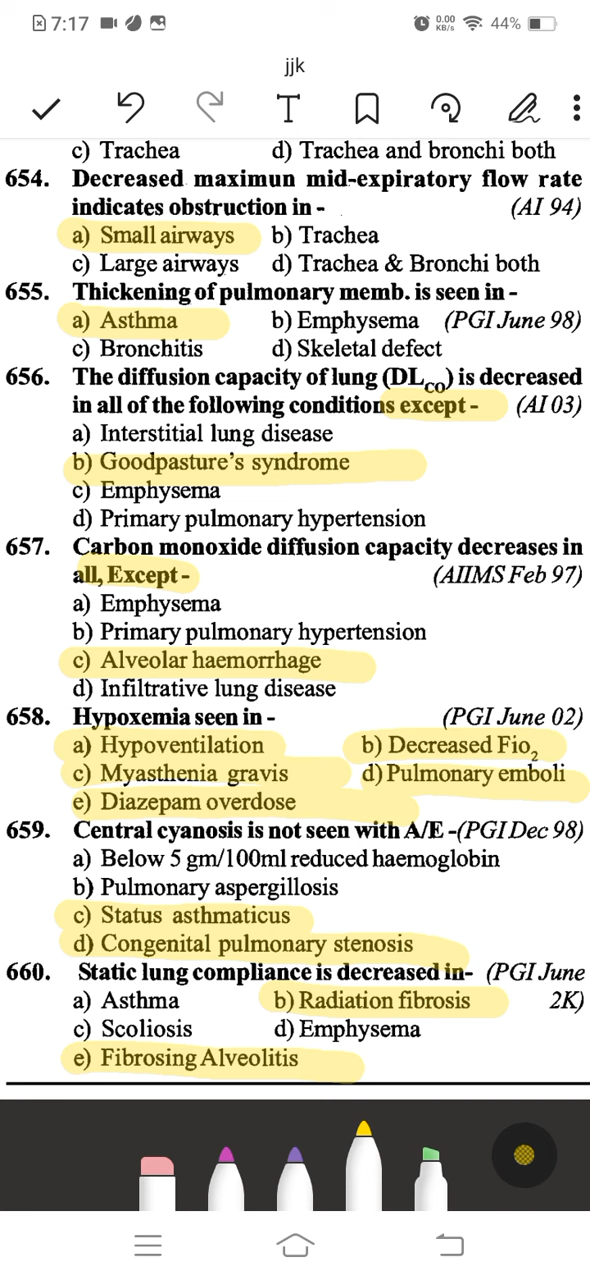 7:17
0.00
KB/s
44%
jjk
c) Trachea d) Trachea and bronchi both
654. Decreased maximun mid-expiratory flow rate
indicates obstruction in - (AI 94)
a) Small airways b) Trachea
c) Large airways d) Trachea & Bronchi both
655. Thickening of pulmonary memb. is seen in -
a) Asthma b) Emphysema (PGI June 98)
c) Bronchitis d) Skeletal defect
656. The diffusion capacity of lung (DLCO) is decreased
in all of the following conditions except - (AI 03)
a) Interstitial lung disease
b) Goodpasture's syndrome
c) Emphysema
d) Primary pulmonary hypertension
657. Carbon monoxide diffusion capacity decreases in
all, Except - (AIIMS Feb 97)
a) Emphysema
b) Primary pulmonary hypertension
c) Alveolar haemorrhage
d) Infiltrative lung disease
658. Hypoxemia seen in - (PGI June 02)
a) Hypoventilation b) Decreased Fio2
c) Myasthenia gravis d) Pulmonary emboli
e) Diazepam overdose
659. Central cyanosis is not seen with A/E -(PGI Dec 98)
a) Below 5 gm/100ml reduced haemoglobin
b) Pulmonary aspergillosis
c) Status asthmaticus
d) Congenital pulmonary stenosis
660. Static lung compliance is decreased in- (PGI June
a) Asthma b) Radiation fibrosis 2K)
c) Scoliosis d) Emphysema
e) Fibrosing Alveolitis